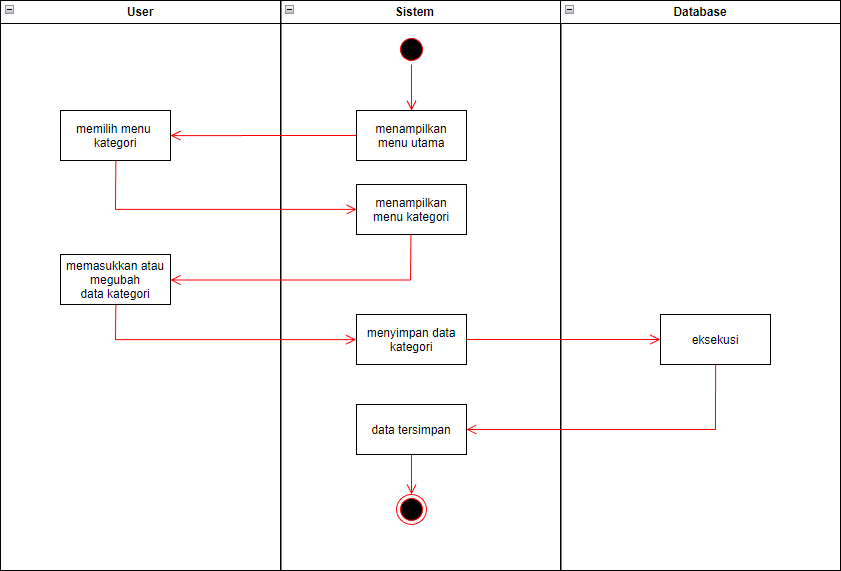 User
Sistem
Database
menampilkan
menu utama
memilih menu
kategori
menampilkan
menu kategori
memasukkan atau
megubah
data kategori
menyimpan data
kategori
eksekusi
data tersimpan